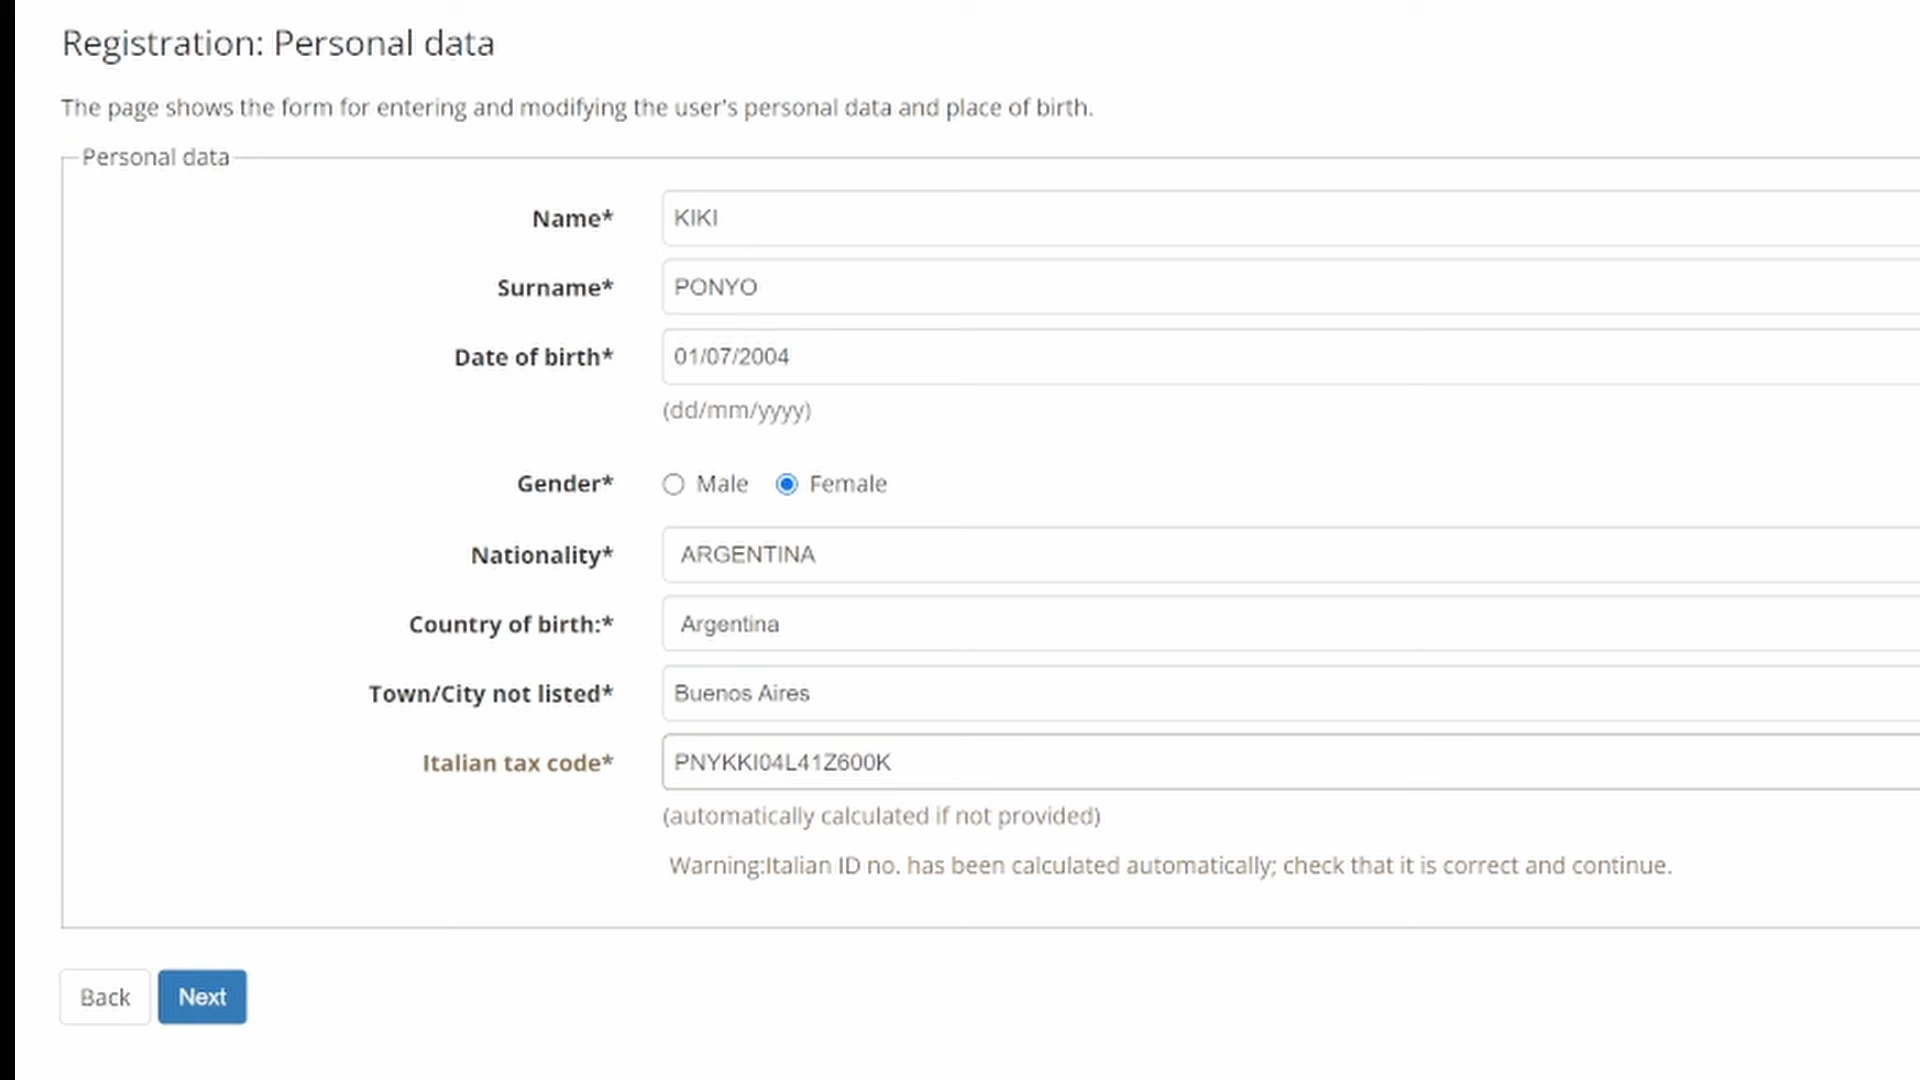 Registration: Personal data
The page shows the form for entering and modifying the user's personal data and place of birth.
Personal data
Name* KIKI
Surname* PONYO
Date of birth* 01/07/2004
(dd/mm/yyyy)
Gender* Male Female
Nationality* ARGENTINA
Country of birth:* Argentina
Town/City not listed* Buenos Aires
Italian tax code* PNYKKI04L41Z600K
(automatically calculated if not provided)
Warning:Italian ID no. has been calculated automatically; check that it is correct and continue.
Back Next